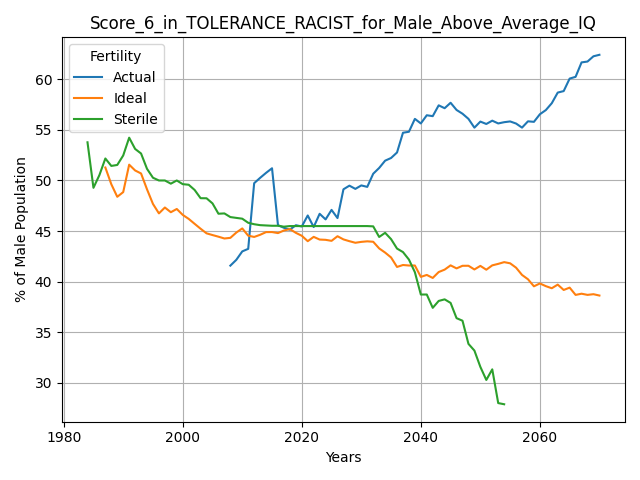 Score_6_in_TOLERANCE_RACIST_for_Male_Above_Average_IQ
Fertility
Actual
Ideal
Sterile
% of Male Population
60
55
50
45
40
35
30
1980
2000
2020
2040
2060
Years